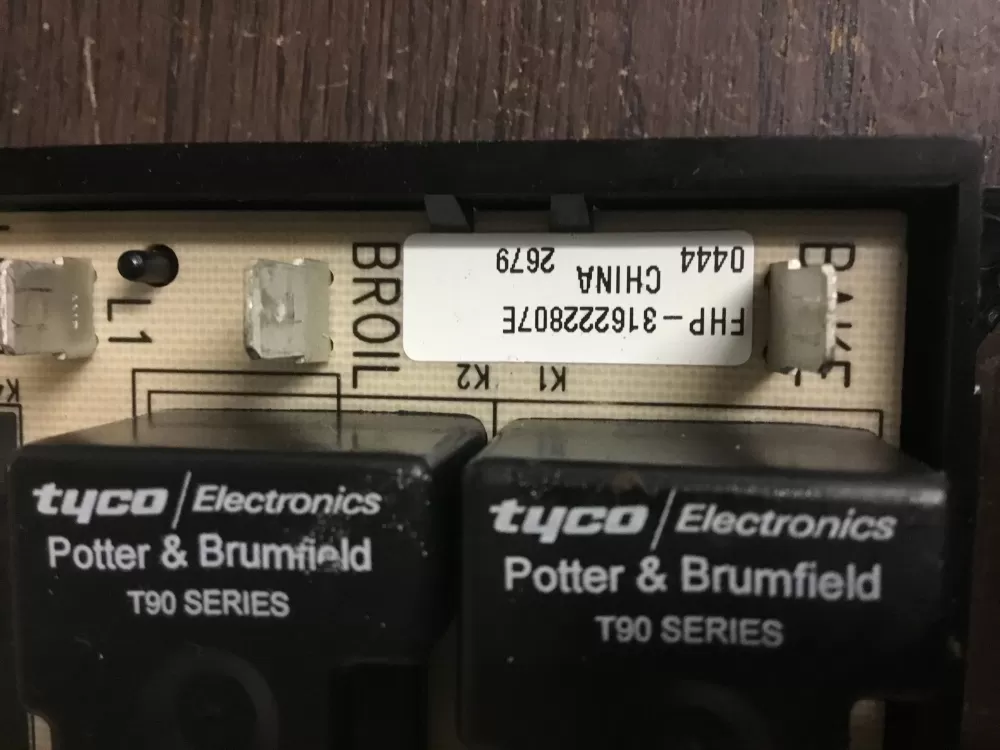 FHP-316222807E
CHINA
0444 2679
L1
BROIL
BAKE
K2
K1
tyco / Electronics
Potter & Brumfield
T90 SERIES
tyco / Electronics
Potter & Brumfield
T90 SERIES